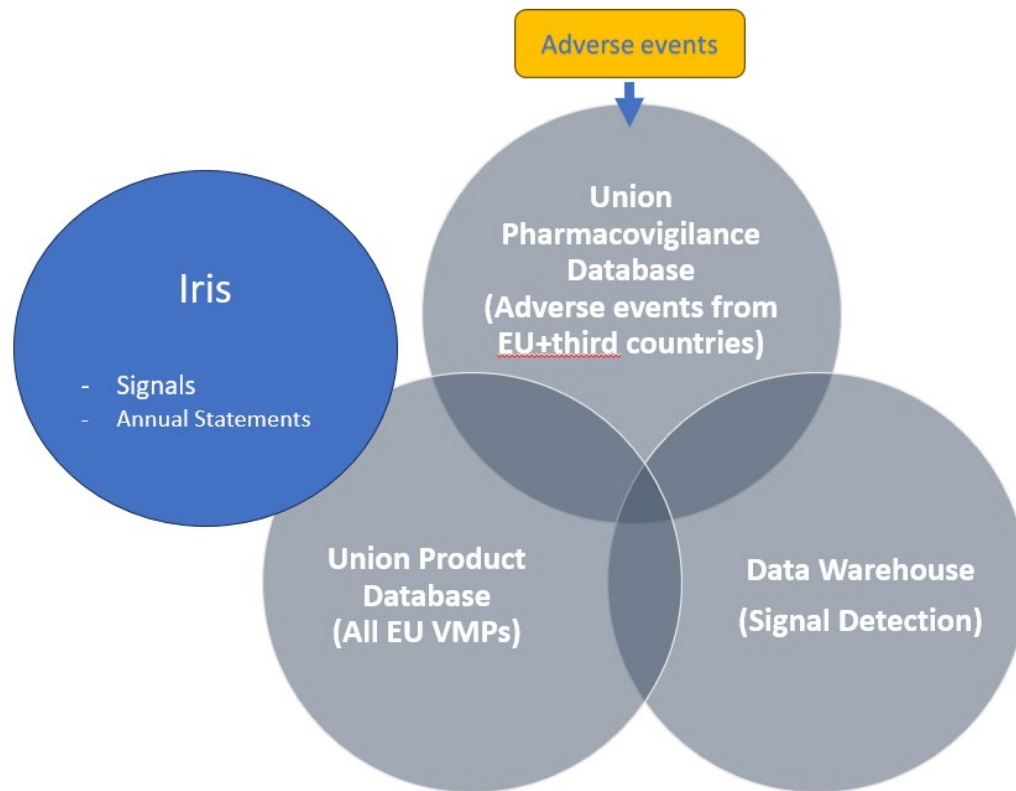 Adverse events
Union
Pharmacovigilance
Database
(Adverse events from
EU+third countries)
Iris
- Signals
- Annual Statements
Union Product
Database
(All EU VMPs)
Data Warehouse
(Signal Detection)